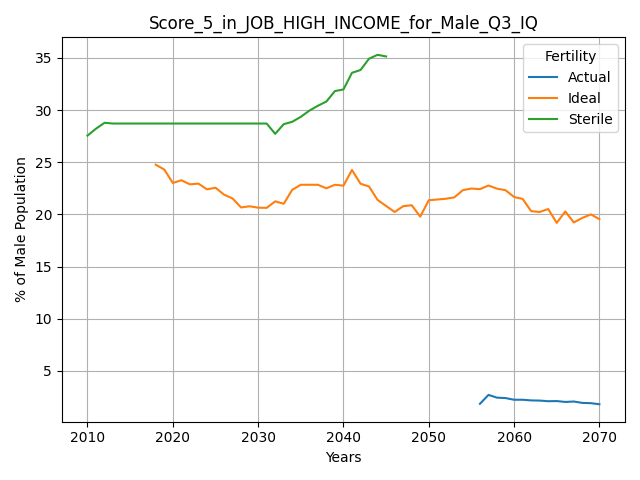 Score_5_in_JOB_HIGH_INCOME_for_Male_Q3_IQ
Fertility
Actual
Ideal
Sterile
% of Male Population
35
30
25
20
15
10
5
2010 2020 2030 2040 2050 2060 2070
Years